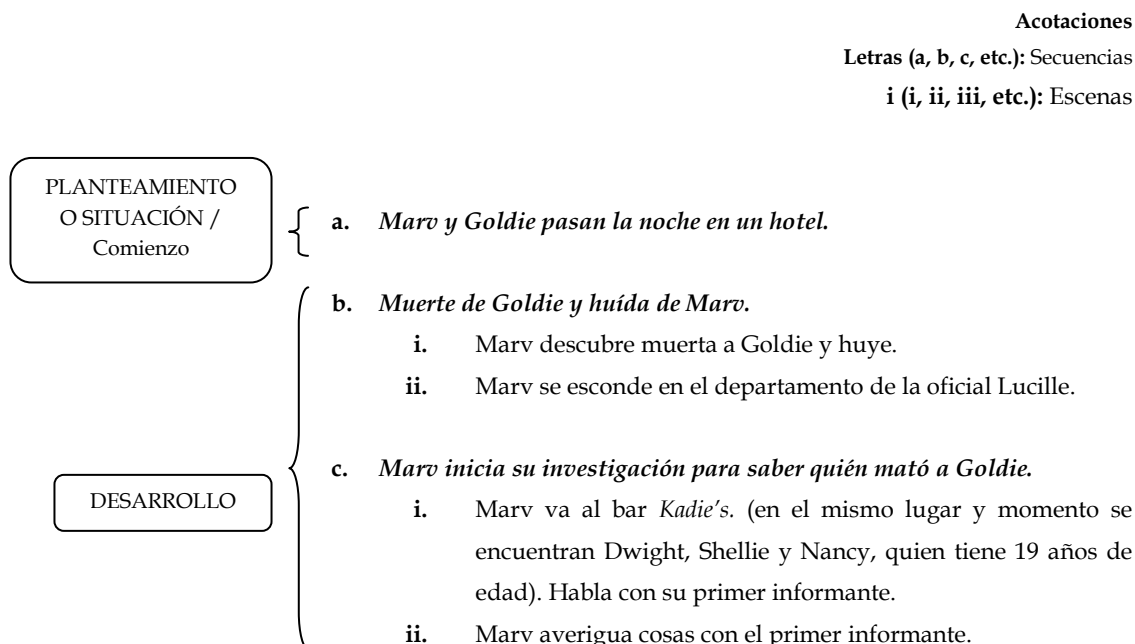 Acotaciones
Letras (a, b, c, etc.): Secuencias
i (i, ii, iii, etc.): Escenas
PLANTEAMIENTO
O SITUACIÓN /
Comienzo
a. Marv y Goldie pasan la noche en un hotel.
b. Muerte de Goldie y huída de Marv.
i. Marv descubre muerta a Goldie y huye.
ii. Marv se esconde en el departamento de la oficial Lucille.
DESARROLLO
c. Marv inicia su investigación para saber quién mató a Goldie.
i. Marv va al bar Kadie's. (en el mismo lugar y momento se
encuentran Dwight, Shellie y Nancy, quien tiene 19 años de
edad). Habla con su primer informante.
ii. Marv averigua cosas con el primer informante.